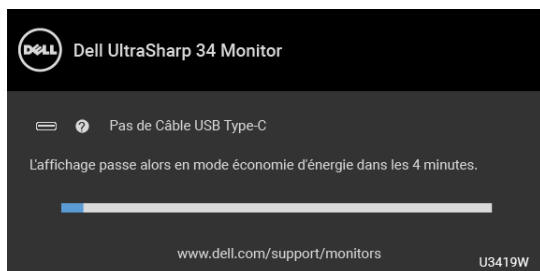 DELL Dell UltraSharp 34 Monitor
Pas de Câble USB Type-C
L'affichage passe alors en mode économie d'énergie dans les 4 minutes.
www.dell.com/support/monitors
U3419W